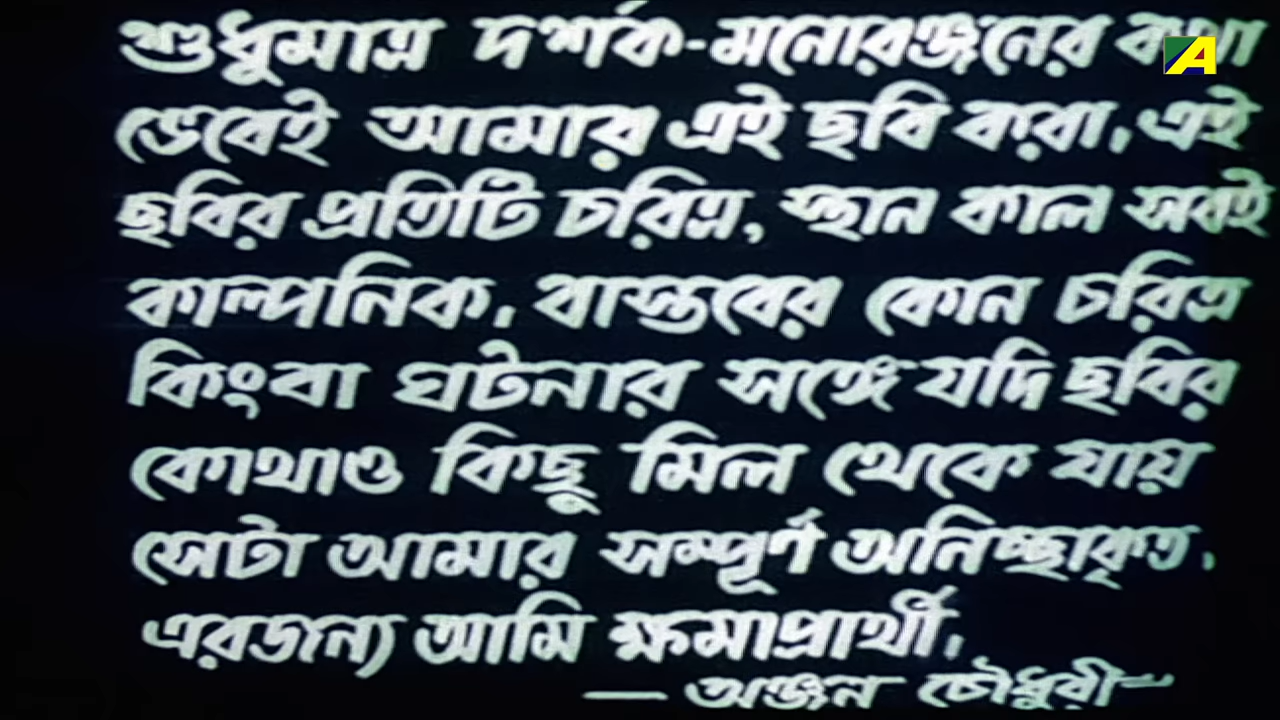 শুধুমাত্র দর্শক-মনোরঞ্জনের কথা
ভেবেই আমার এই ছবি করা, এই
ছবির প্রতিটি চরিত্র, স্থান কাল সবই
কাল্পনিক, বাস্তবের কোন চরিত্র
কিংবা ঘটনার সঙ্গে যদি ছবির
কোথাও কিছু মিল থেকে যায়
সেটা আমার সম্পূর্ণ অনিচ্ছাকৃত,
এরজন্য আমি ক্ষমাপ্রার্থী,
— অঞ্জন চৌধুরী —
A